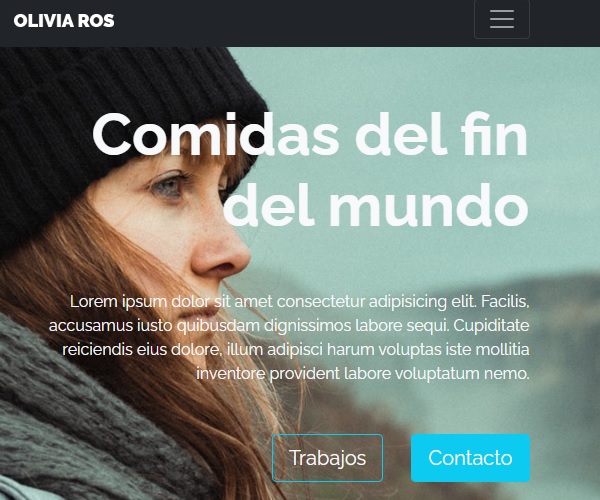 OLIVIA ROS
Comidas del fin
del mundo
Lorem ipsum dolor sit amet consectetur adipisicing elit. Facilis,
accusamus iusto quibusdam dignissimos labore sequi. Cupiditate
reiciendis eius dolore, illum adipisci harum voluptas iste mollitia
inventore provident labore voluptatum nemo.
Trabajos Contacto